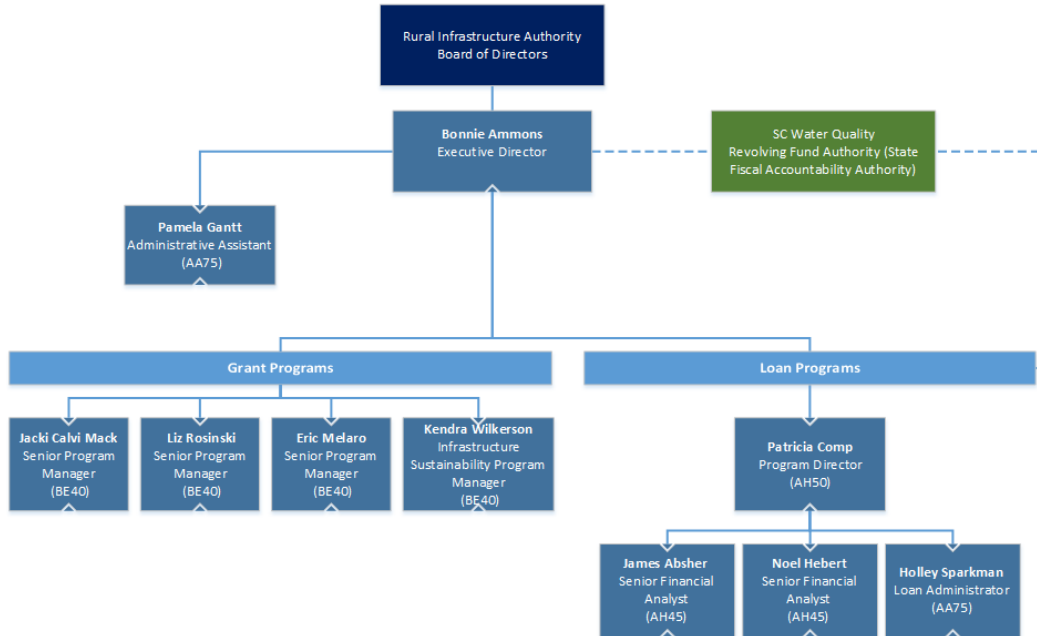 Rural Infrastructure Authority
Board of Directors
Bonnie Ammons
Executive Director
SC Water Quality
Revolving Fund Authority (State
Fiscal Accountability Authority)
Pamela Gantt
Administrative Assistant
(AA75)
Grant Programs
Loan Programs
Jacki Calvi Mack
Senior Program
Manager
(BE40)
Liz Rosinski
Senior Program
Manager
(BE40)
Eric Melaro
Senior Program
Manager
(BE40)
Kendra Wilkerson
Infrastructure
Sustainability Program
Manager
(BE40)
Patricia Comp
Program Director
(AH50)
James Absher
Senior Financial
Analyst
(AH45)
Noel Hebert
Senior Financial
Analyst
(AH45)
Holley Sparkman
Loan Administrator
(AA75)